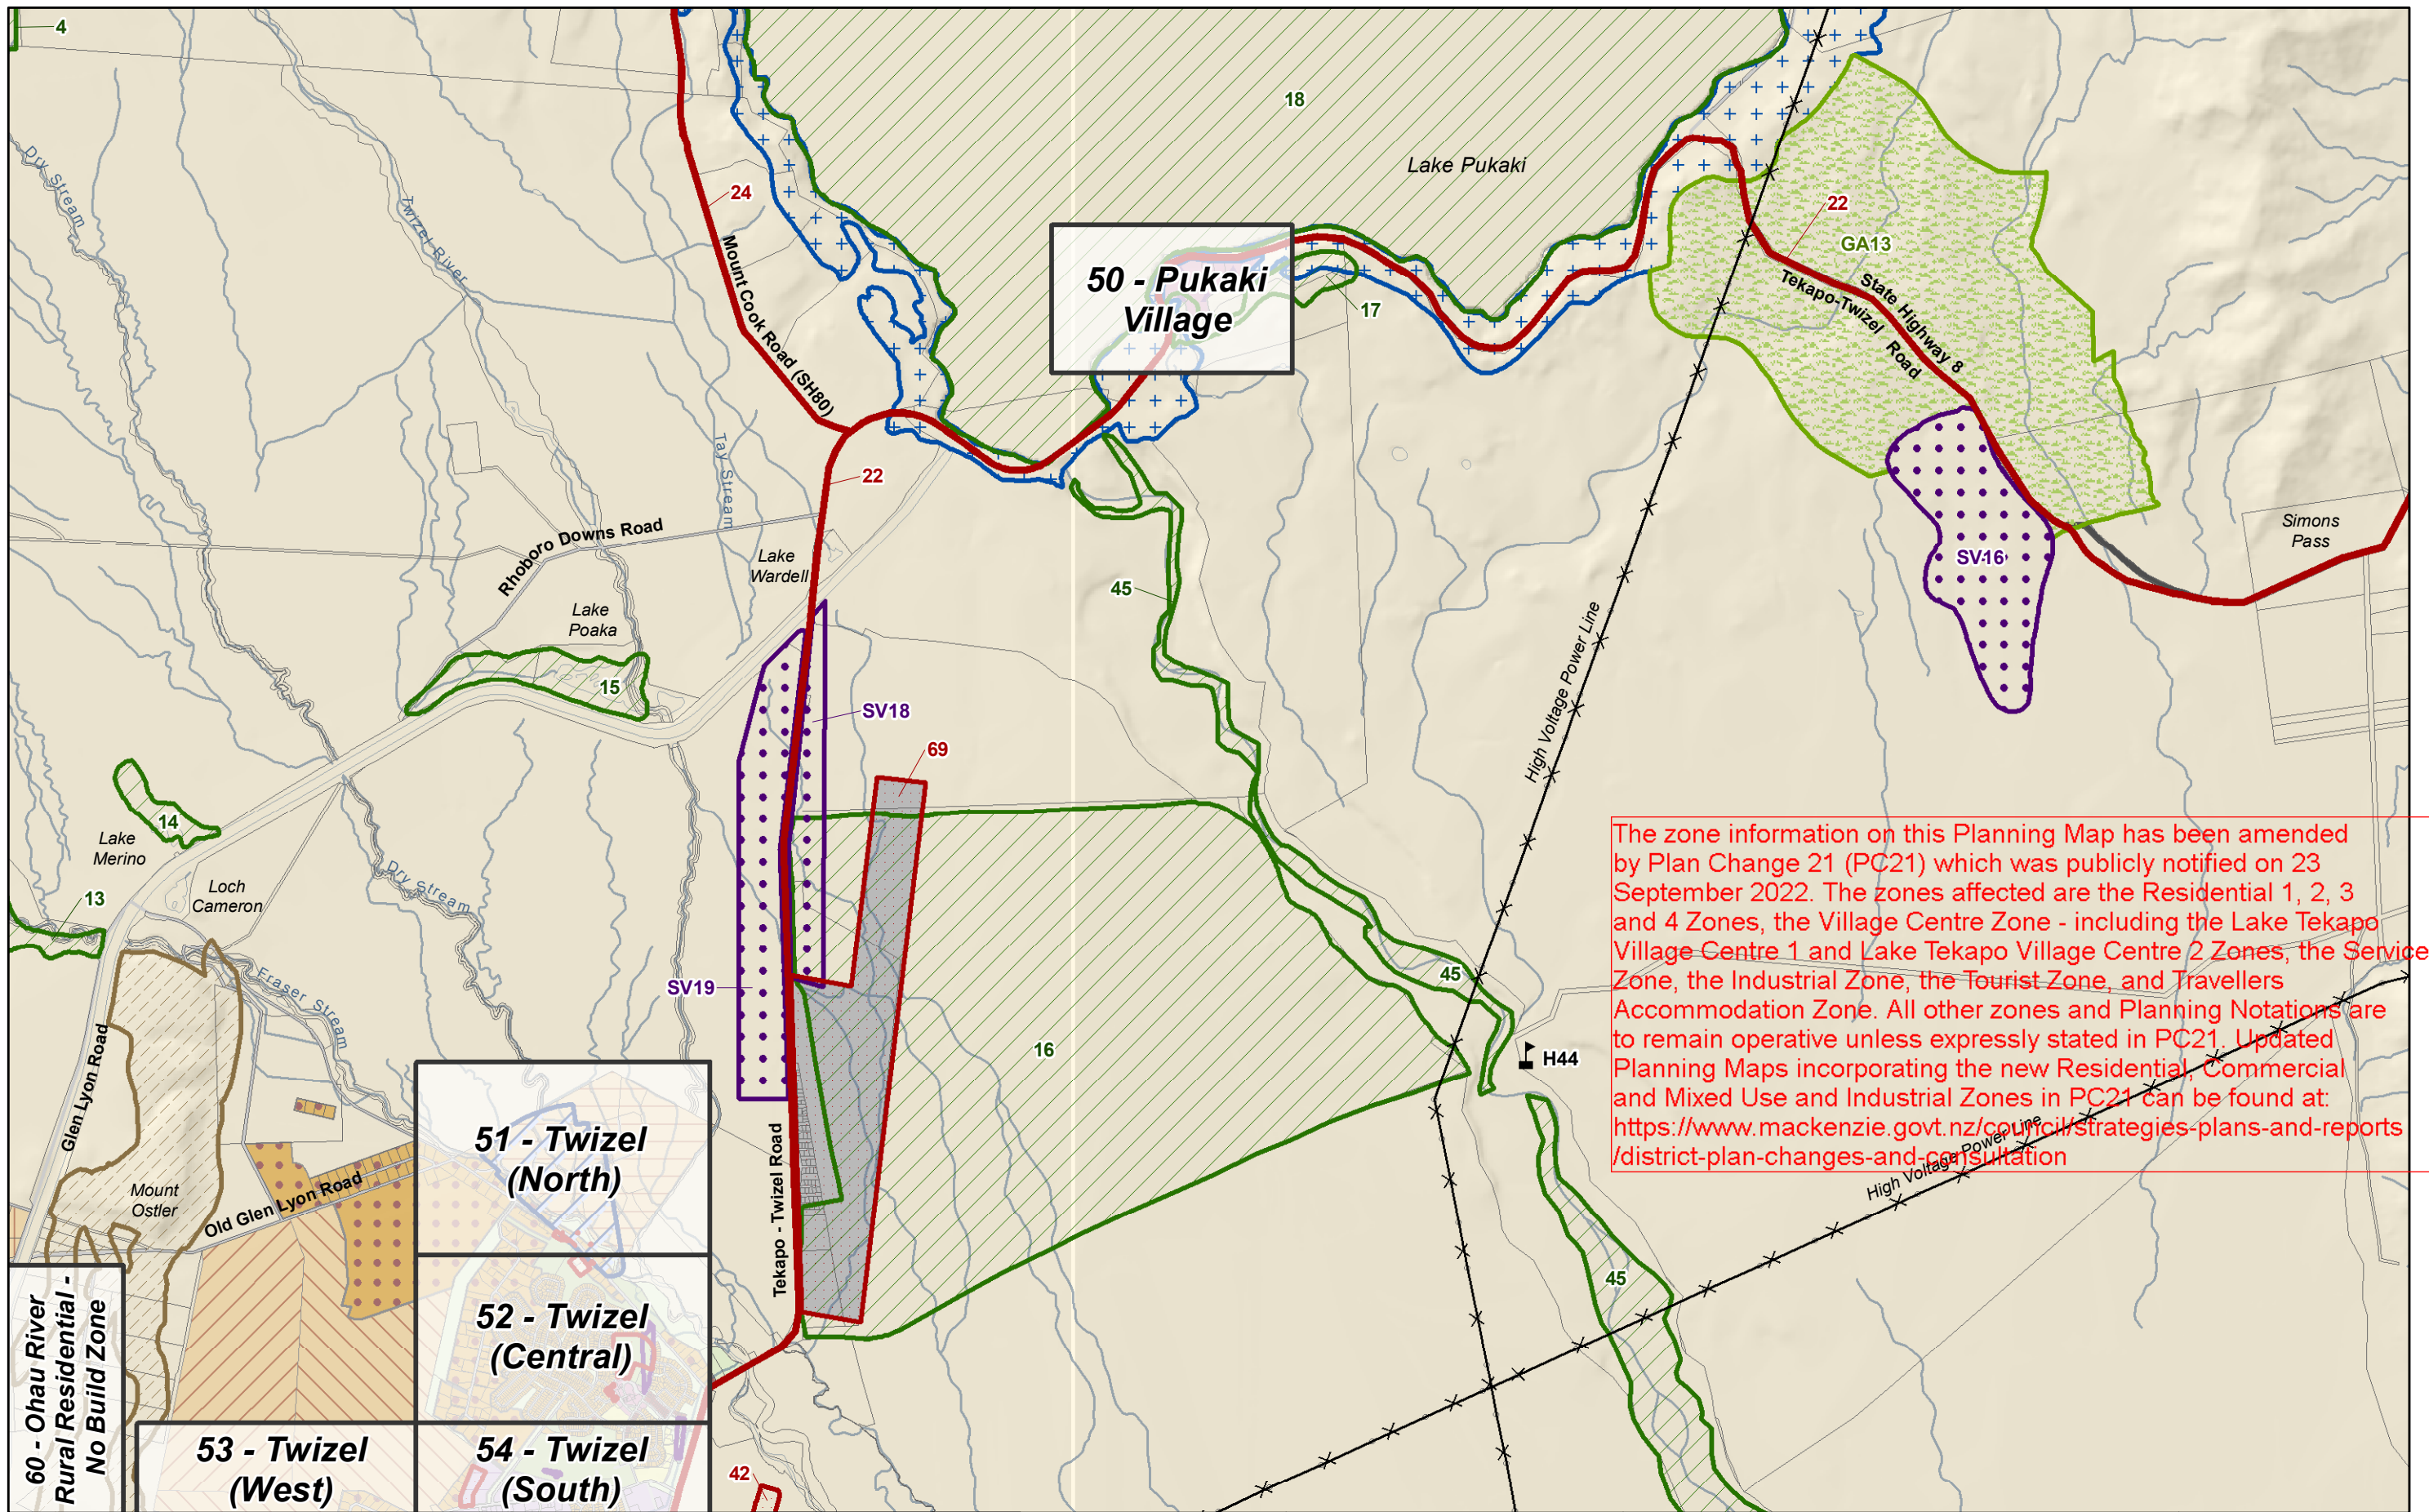 4
18
Lake Pukaki
Dry Stream
Twizel River
24
Mount Cook Road (SH80)
22
GA13
State Highway 8
Tekapo-Twizel
Road
50 - Pukaki
Village
17
Tay Stream
22
Rhoboro Downs Road
Lake
Wardell
Lake
Poaka
15
45
High Voltage Power Line
SV16
Simons
Pass
SV18
69
14
Lake
Merino
Loch
Cameron
13
Dry Stream
Fraser Stream
SV19
16
45
H44
The zone information on this Planning Map has been amended
by Plan Change 21 (PC21) which was publicly notified on 23
September 2022. The zones affected are the Residential 1, 2, 3
and 4 Zones, the Village Centre Zone - including the Lake Tekapo
Village Centre 1 and Lake Tekapo Village Centre 2 Zones, the Service
Zone, the Industrial Zone, the Tourist Zone, and Travellers
Accommodation Zone. All other zones and Planning Notations are
to remain operative unless expressly stated in PC21. Updated
Planning Maps incorporating the new Residential, Commercial
and Mixed Use and Industrial Zones in PC21 can be found at:
https://www.mackenzie.govt.nz/council/strategies-plans-and-reports
/district-plan-changes-and-consultation
High Voltage Power Line
Glen Lyon Road
Mount
Ostler
Old Glen Lyon Road
51 - Twizel
(North)
Tekapo - Twizel Road
52 - Twizel
(Central)
45
60 - Ohau River
Rural Residential -
No Build Zone
53 - Twizel
(West)
54 - Twizel
(South)
42